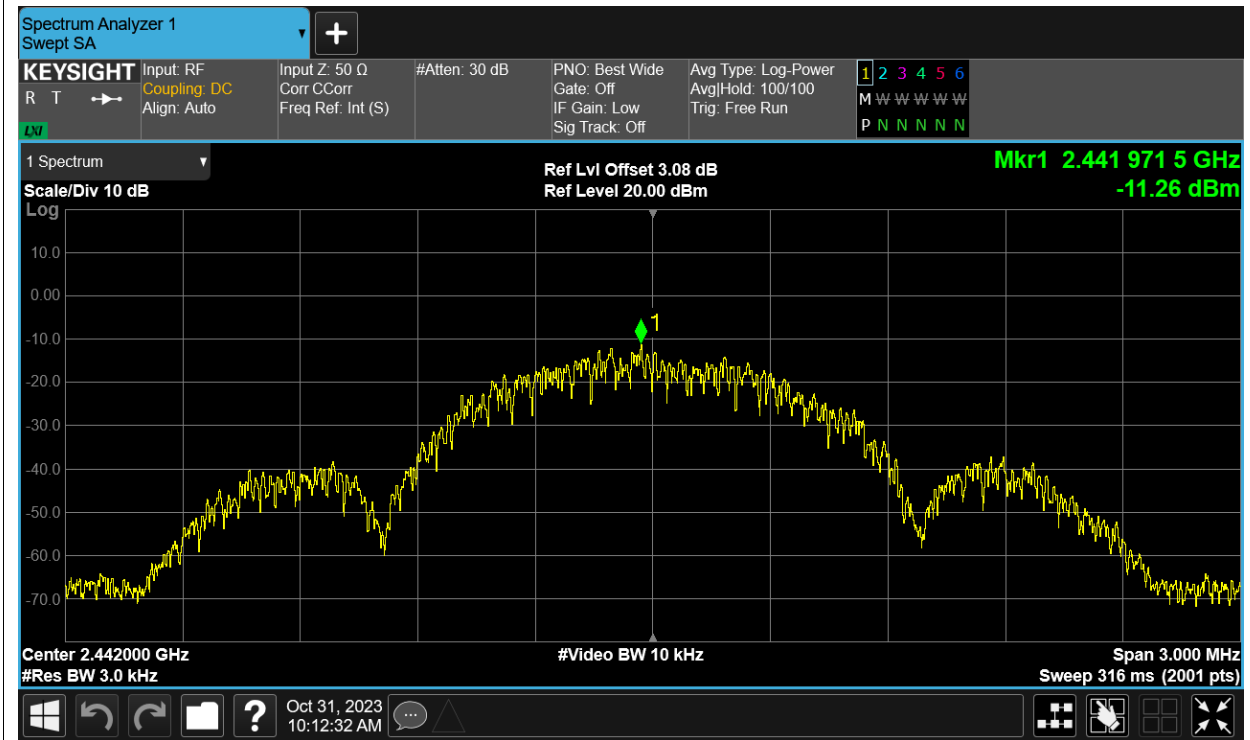 Spectrum Analyzer 1
Swept SA
+
KEYSIGHT
R T
LXI
Input: RF
Coupling: DC
Align: Auto
Input Z: 50 Ω
Corr CCorr
Freq Ref: Int (S)
#Atten: 30 dB
PNO: Best Wide
Gate: Off
IF Gain: Low
Sig Track: Off
Avg Type: Log-Power
Avg|Hold: 100/100
Trig: Free Run
1 2 3 4 5 6
M W W W W W
P N N N N N
1 Spectrum
Scale/Div 10 dB
Log
Ref Lvl Offset 3.08 dB
Ref Level 20.00 dBm
Mkr1 2.441 971 5 GHz
-11.26 dBm
10.0
0.00
-10.0
-20.0
-30.0
-40.0
-50.0
-60.0
-70.0
1
Center 2.442000 GHz
#Res BW 3.0 kHz
#Video BW 10 kHz
Span 3.000 MHz
Sweep 316 ms (2001 pts)
?
Oct 31, 2023
10:12:32 AM